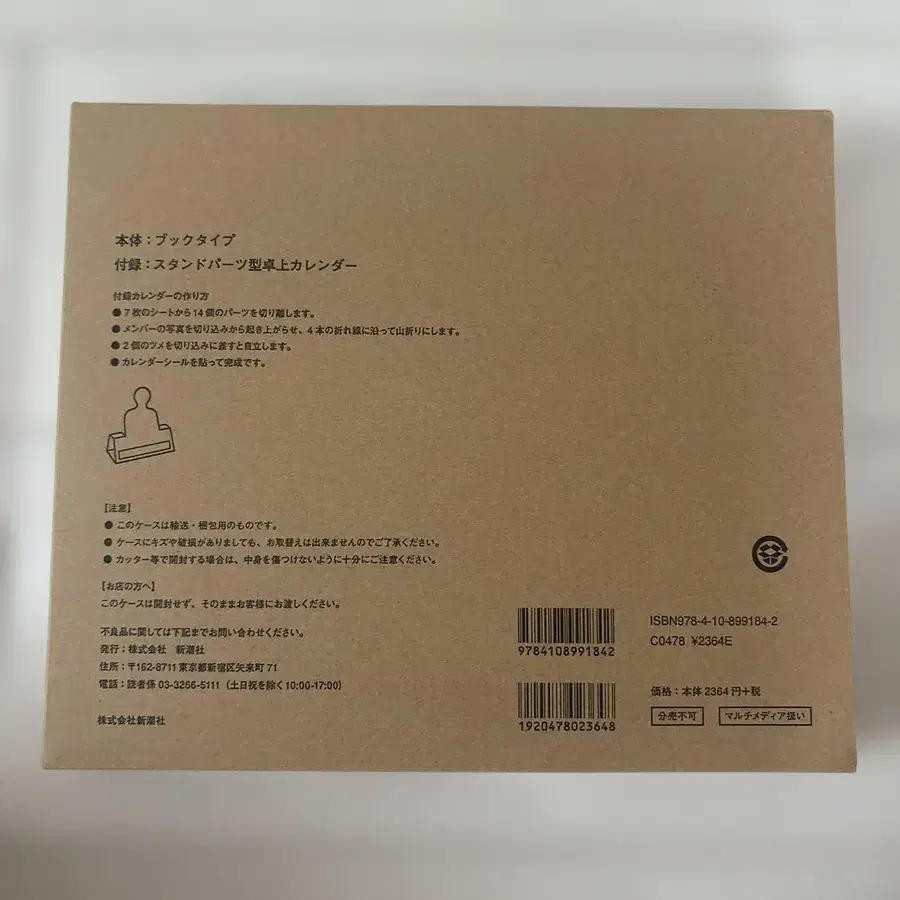 本体：ブックタイプ
付録：スタンドパーツ型卓上カレンダー
付録カレンダーの作り方
●7枚のシートから14個のパーツを切り離します。
●メンバーの写真を切り込みから起き上がらせ、4本の折れ線に沿って山折りにします。
●2個のツメを切り込みに差すと自立します。
●カレンダーシールを貼って完成です。
【注意】
●このケースは輸送・梱包用のものです。
●ケースにキズや破損がありましても、お取替えは出来ませんのでご了承ください。
●カッター等で開封する場合は、中身を傷つけないように十分にご注意ください。
【お店の方へ】
このケースは開封せず、そのままお客様にお渡しください。
不良品に関しては下記までお問い合わせください。
発行：株式会社 新潮社
住所：〒162-8711 東京都新宿区矢来町71
電話：読者係 03-3266-5111（土日祝を除く10:00-17:00）
株式会社新潮社
9784108991842
1920478023648
ISBN978-4-10-899184-2
C0478 ¥2364E
価格：本体2364円+税
分売不可 マルチメディア扱い